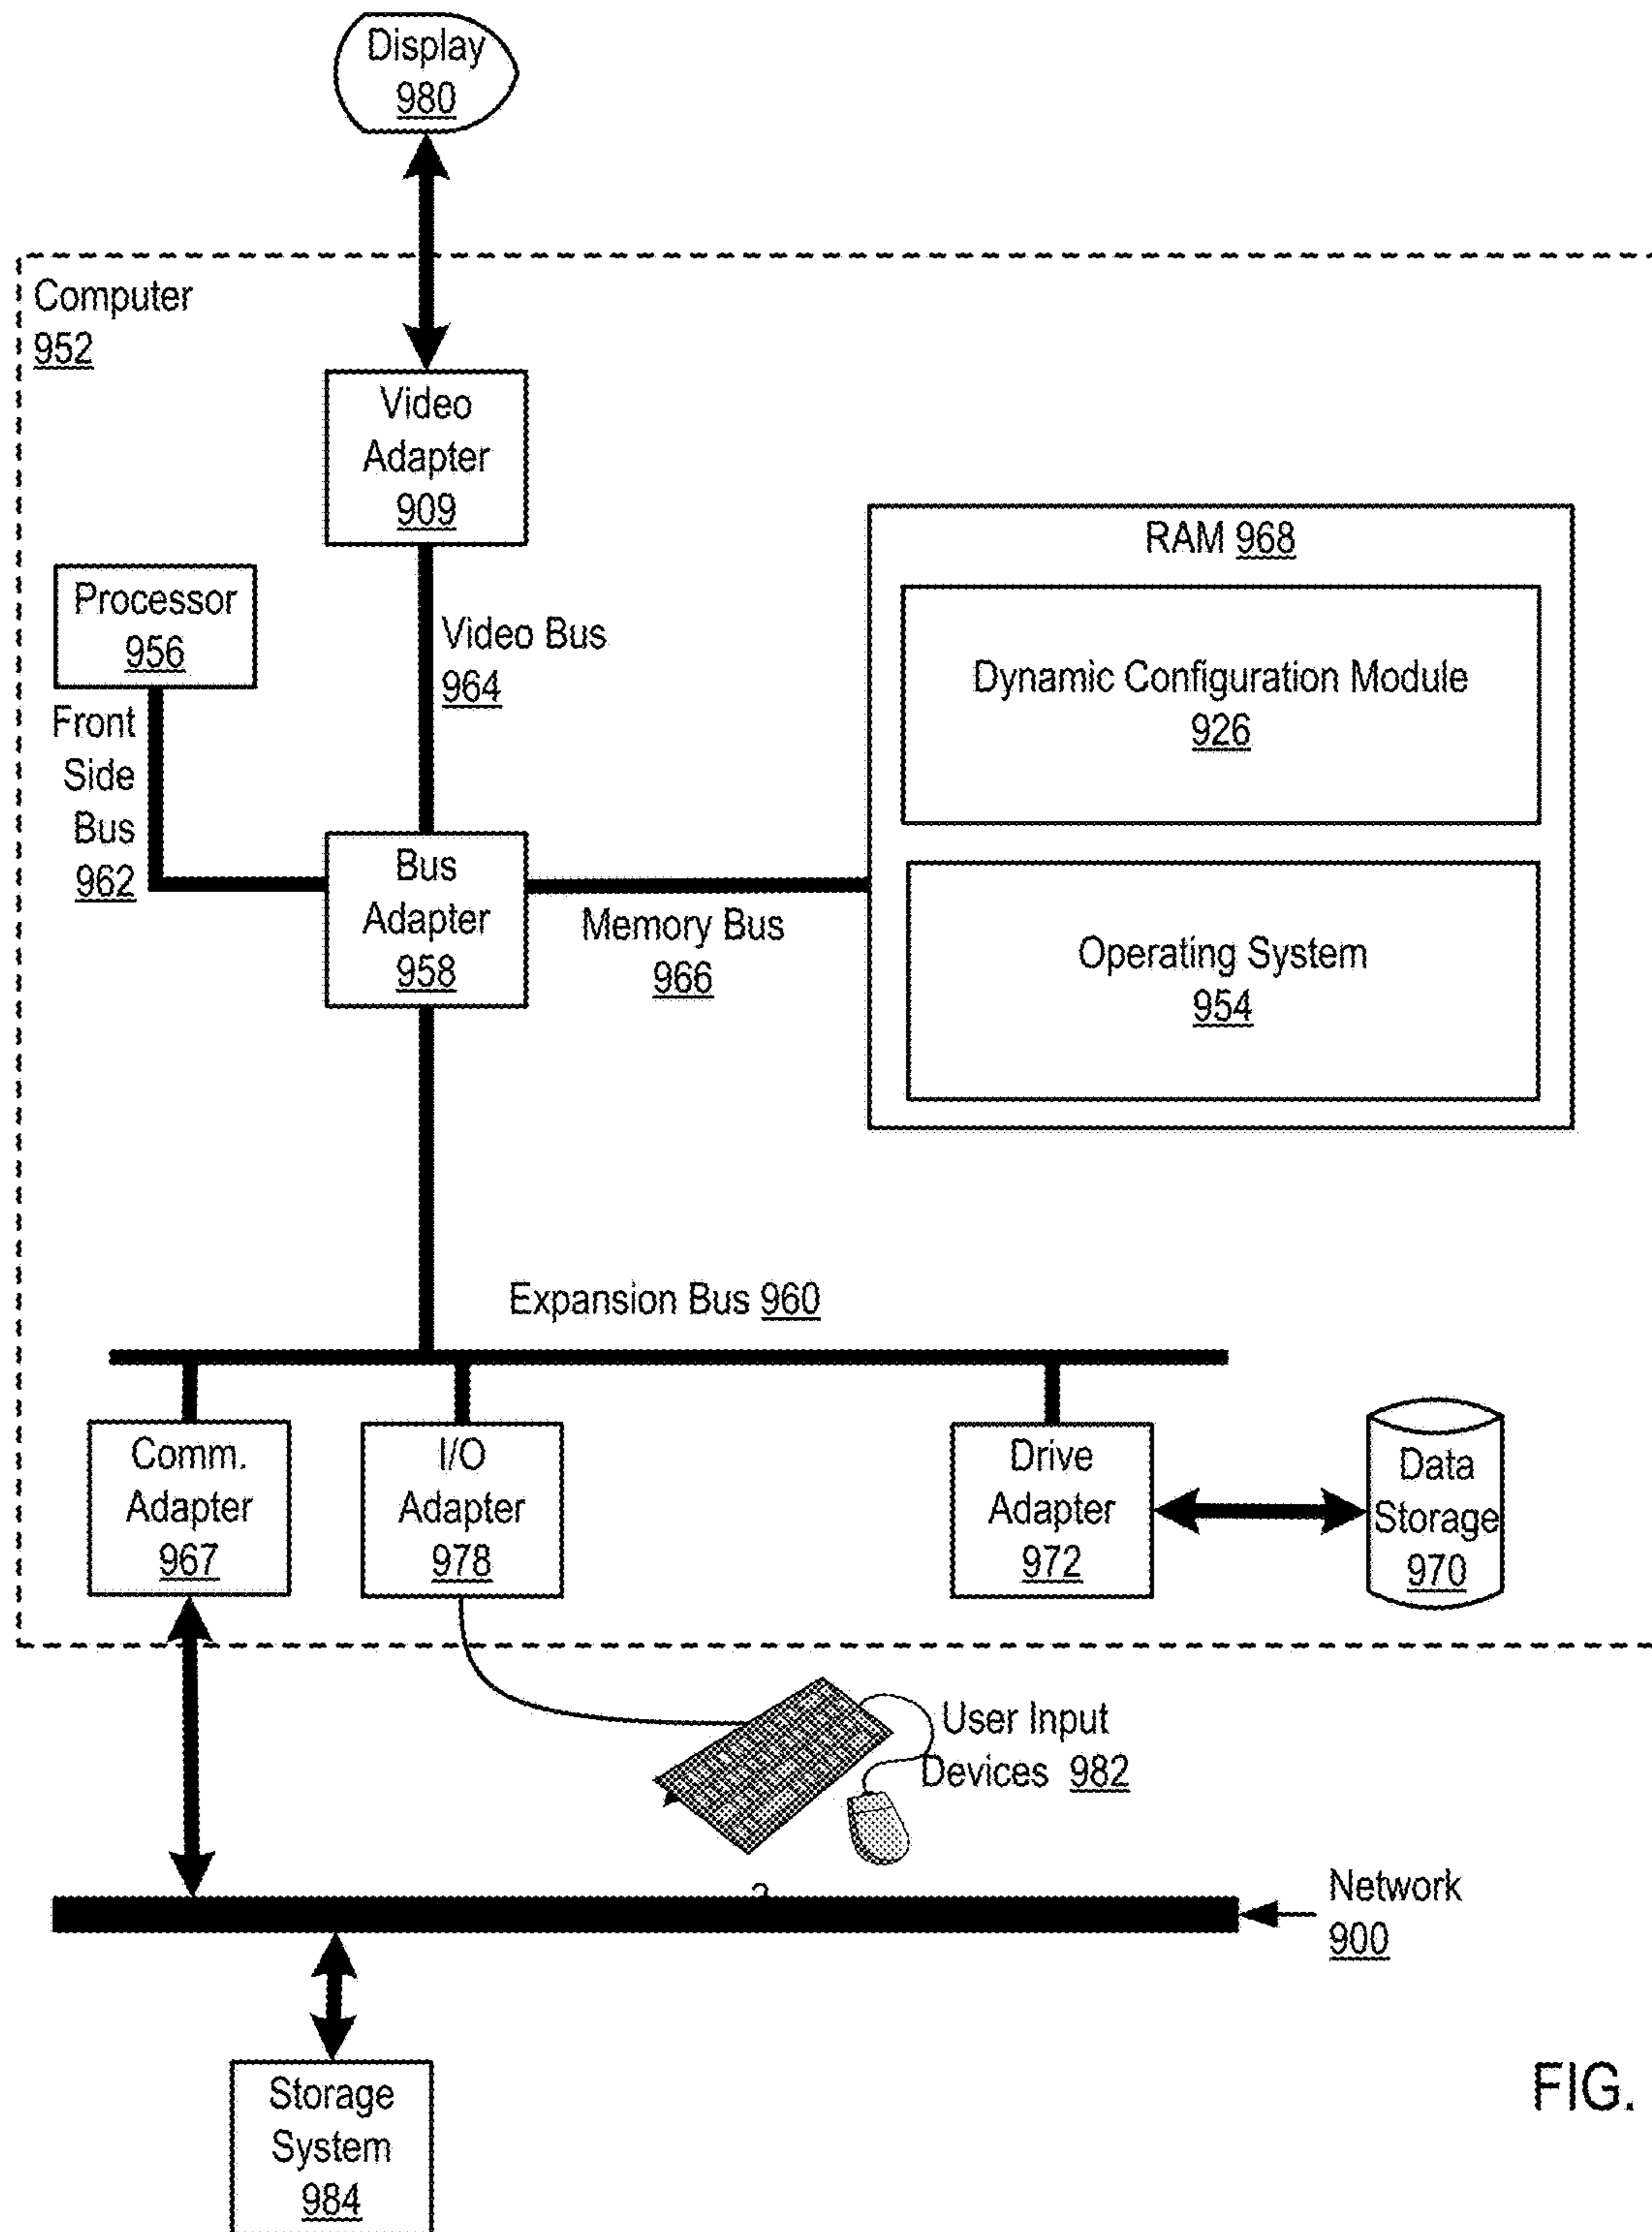 Display
980
Computer
952
Video
Adapter
909
RAM 968
Processor
956
Dynamic Configuration Module
926
Video Bus
964
Front
Side
Bus
962
Bus
Adapter
958
Memory Bus
966
Operating System
954
Expansion Bus 960
Comm.
Adapter
967
I/O
Adapter
978
Drive
Adapter
972
Data
Storage
970
User Input
Devices 982
Network
900
Storage
System
984
FIG.